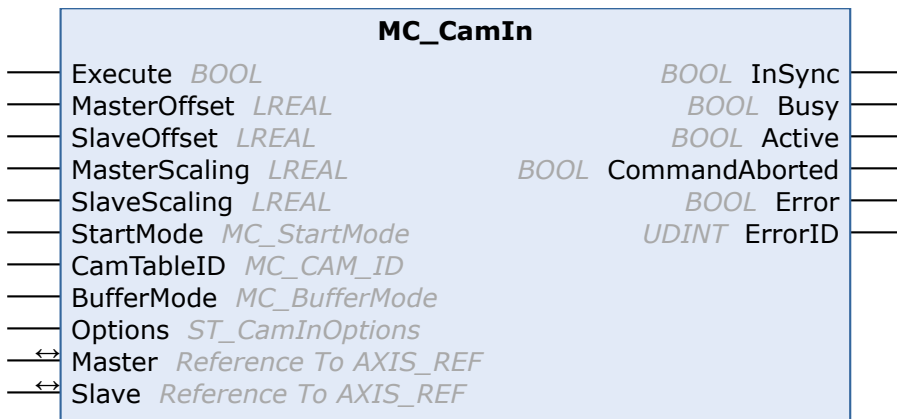 MC_CamIn
Execute BOOL BOOL InSync
MasterOffset LREAL BOOL Busy
SlaveOffset LREAL BOOL Active
MasterScaling LREAL BOOL CommandAborted
SlaveScaling LREAL BOOL Error
StartMode MC_StartMode UDINT ErrorID
CamTableID MC_CAM_ID
BufferMode MC_BufferMode
Options ST_CamInOptions
↔ Master Reference To AXIS_REF
↔ Slave Reference To AXIS_REF